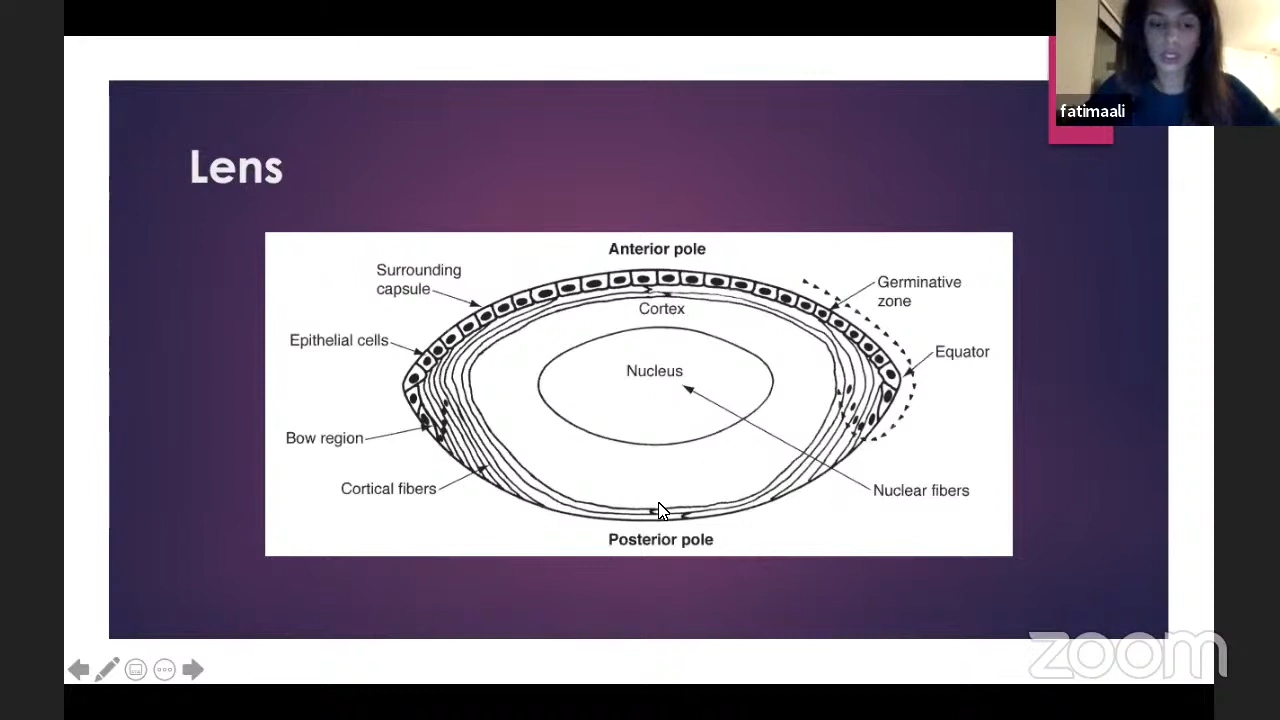 fatimaali
Lens
Anterior pole
Surrounding
capsule
Germinative
zone
Cortex
Epithelial cells
Equator
Nucleus
Bow region
Cortical fibers
Nuclear fibers
Posterior pole
zoom